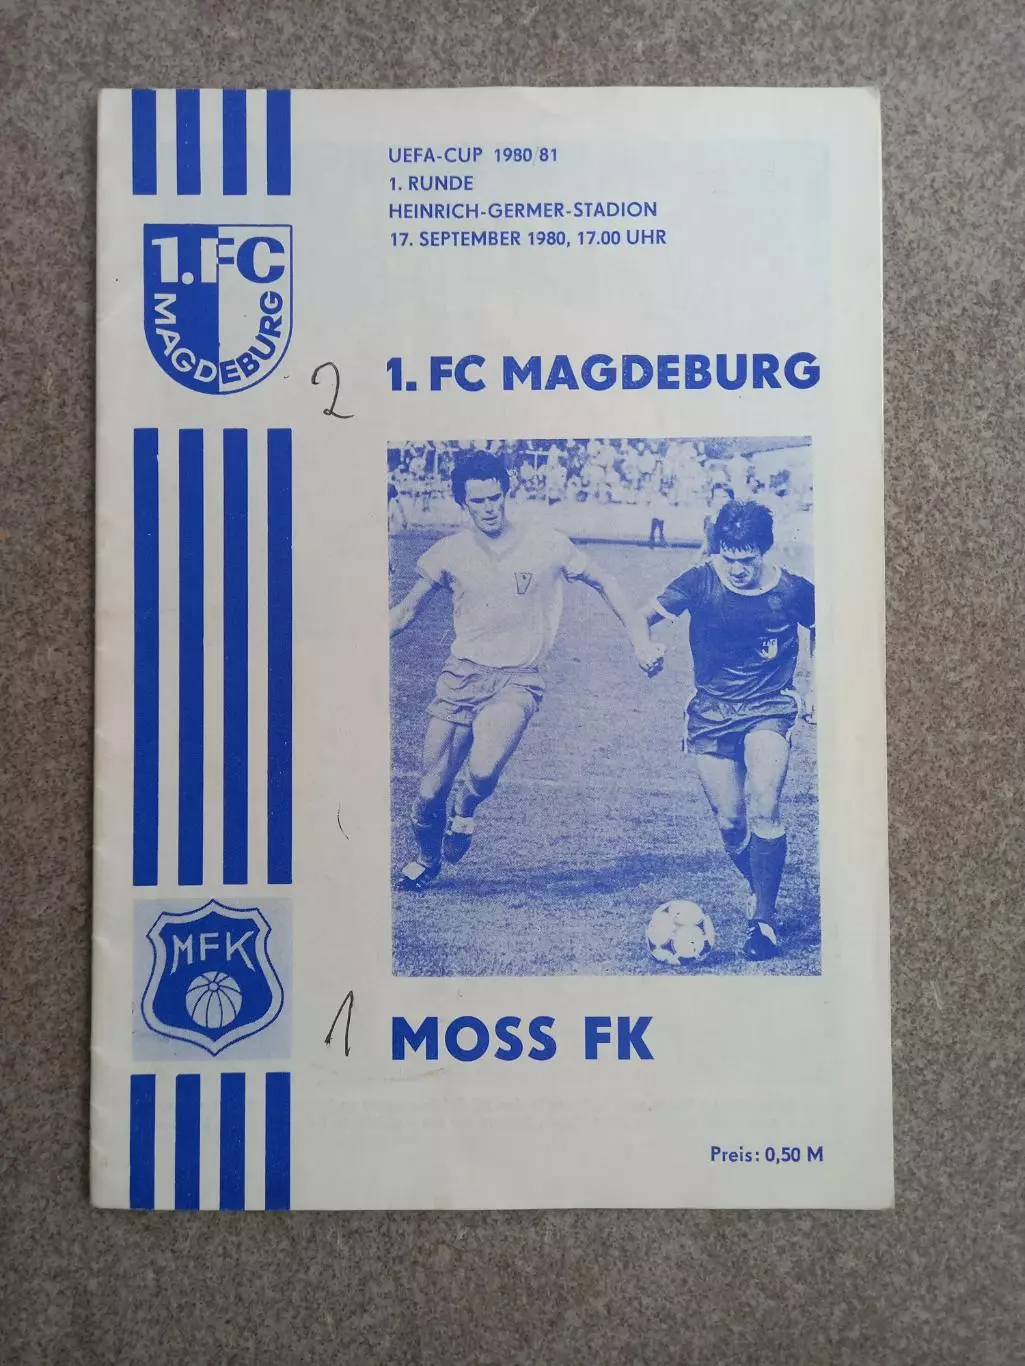 UEFA-CUP 1980/81
1. RUNDE
HEINRICH-GERMER-STADION
17. SEPTEMBER 1980, 17.00 UHR
1. FC
MAGDEBURG
2
1. FC MAGDEBURG
MFK
1
MOSS FK
Preis: 0,50 M